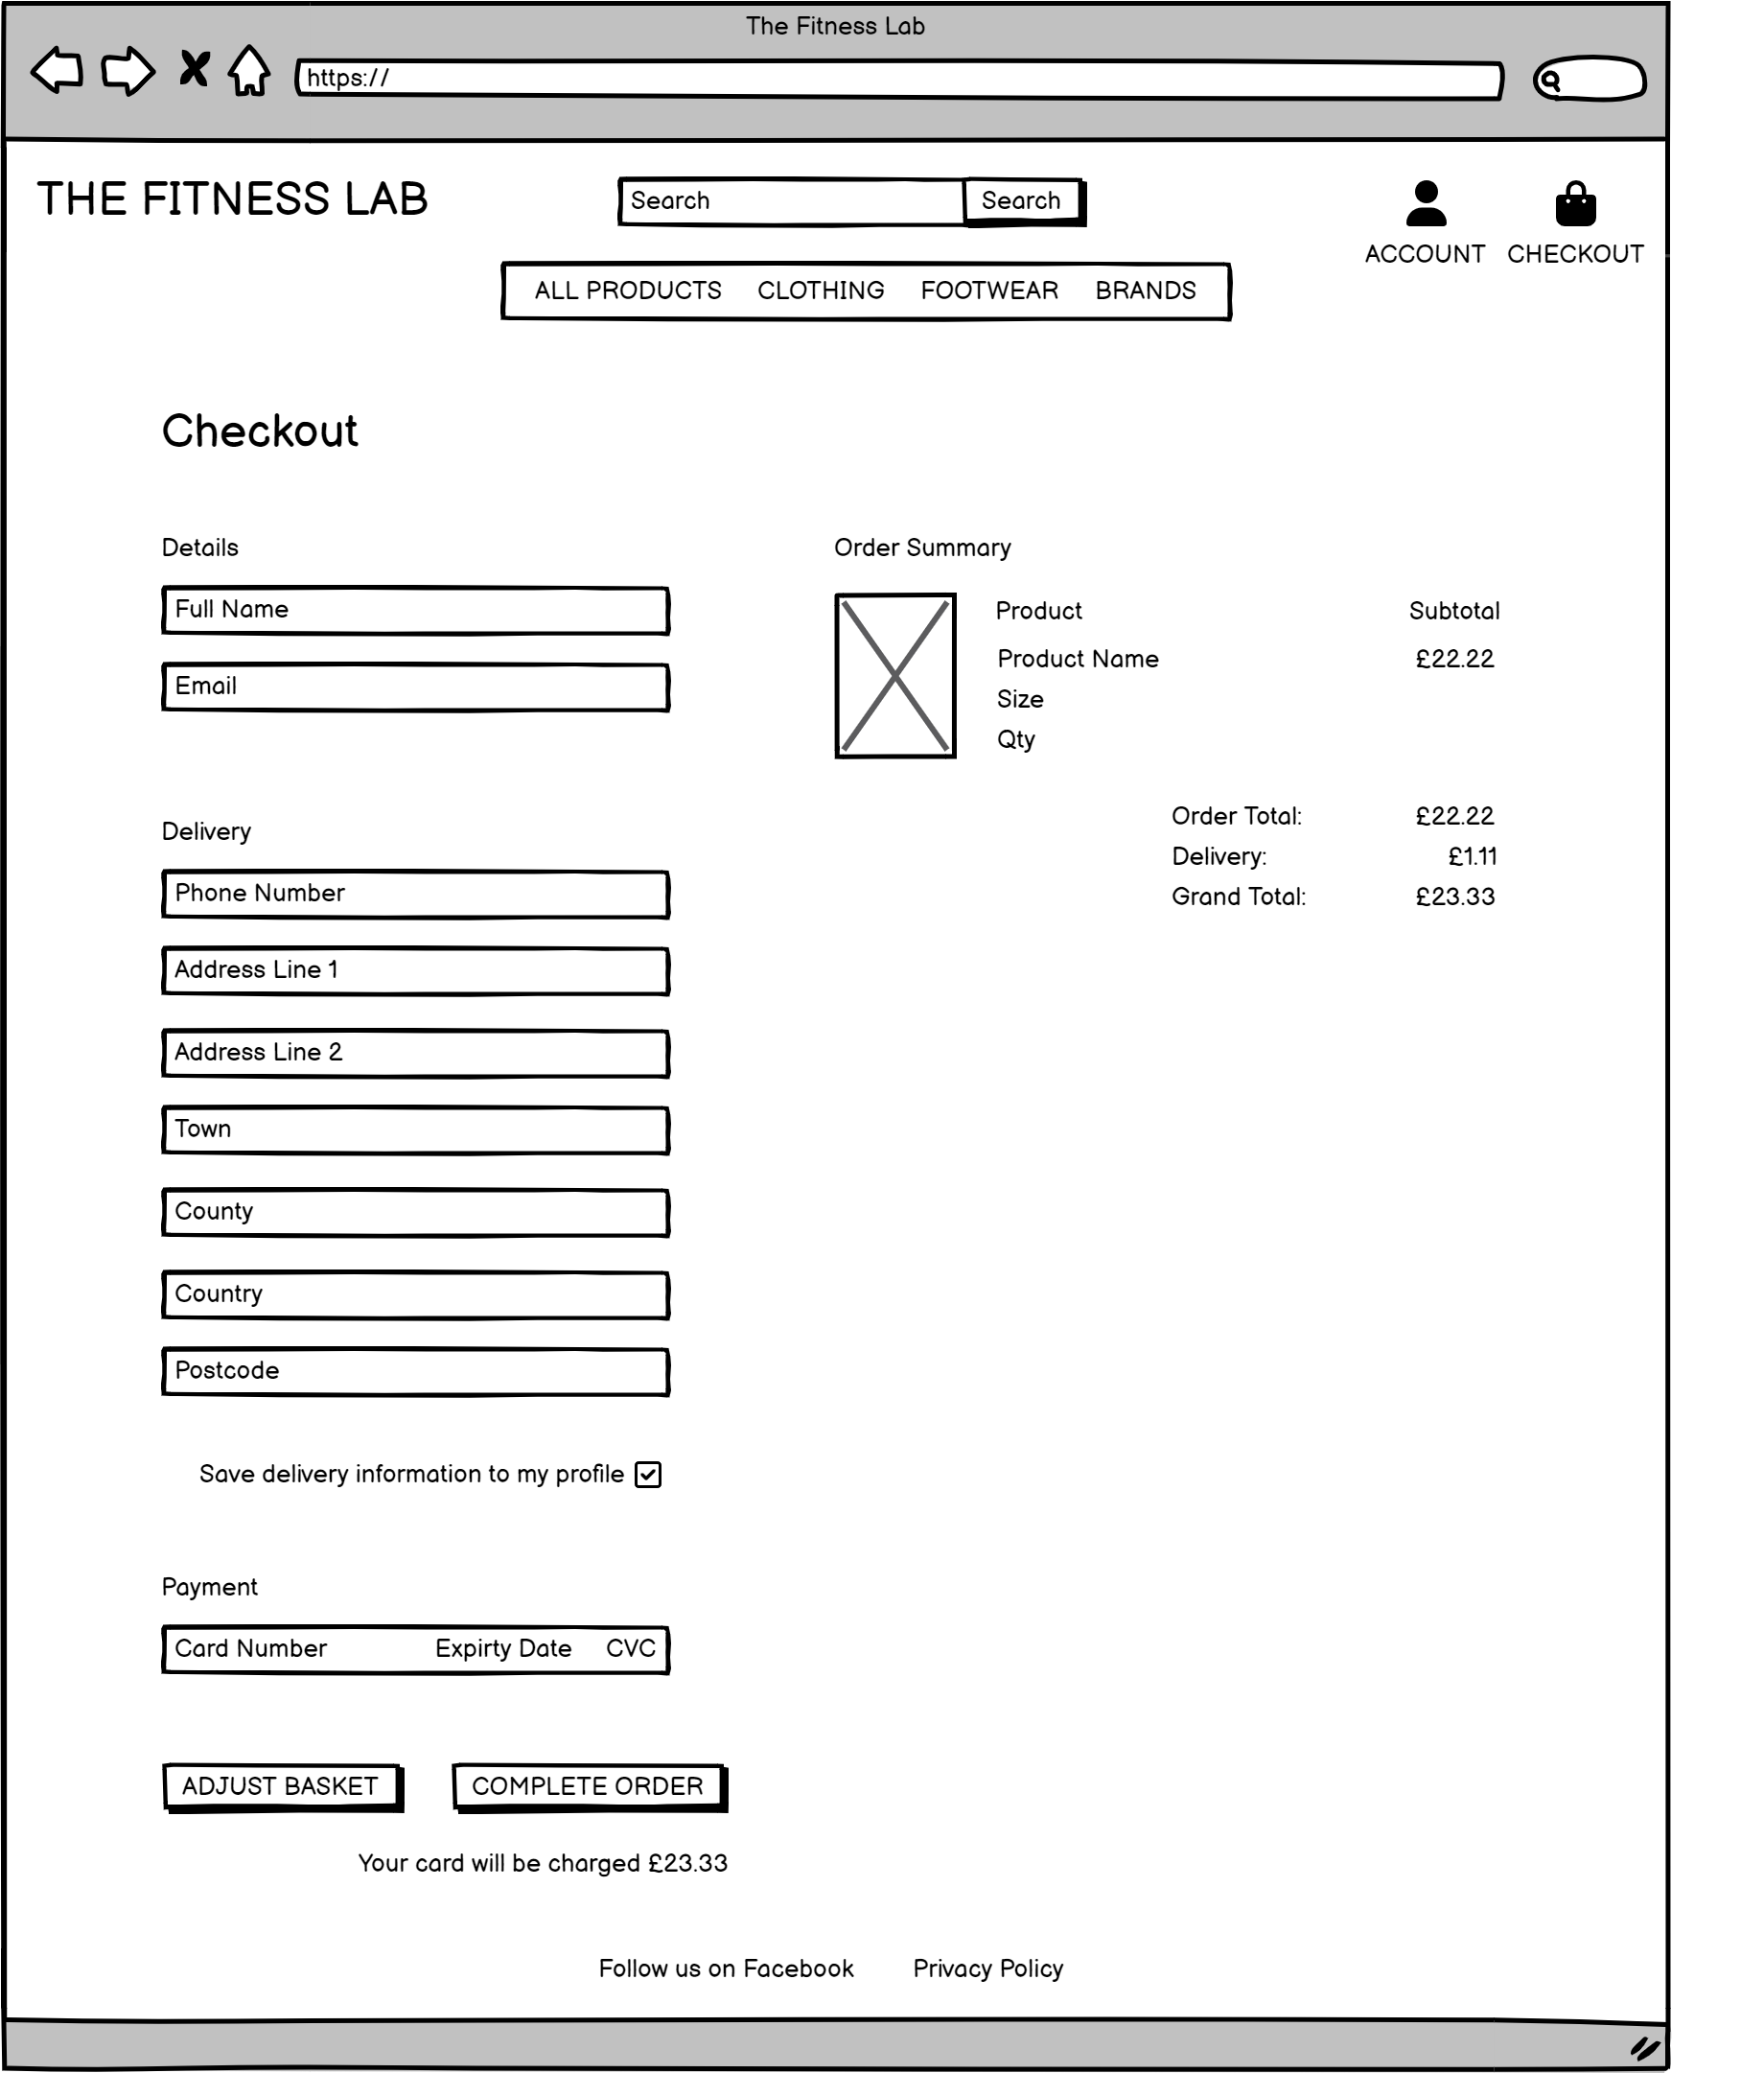 The Fitness Lab
https://
THE FITNESS LAB
Search
Search
ACCOUNT
CHECKOUT
ALL PRODUCTS CLOTHING FOOTWEAR BRANDS
Checkout
Details
Full Name
Email
Delivery
Phone Number
Address Line 1
Address Line 2
Town
County
Country
Postcode
Save delivery information to my profile
Payment
Card Number Expirty Date CVC
ADJUST BASKET
COMPLETE ORDER
Your card will be charged £23.33
Order Summary
Product Subtotal
Product Name £22.22
Size
Qty
Order Total: £22.22
Delivery: £1.11
Grand Total: £23.33
Follow us on Facebook Privacy Policy